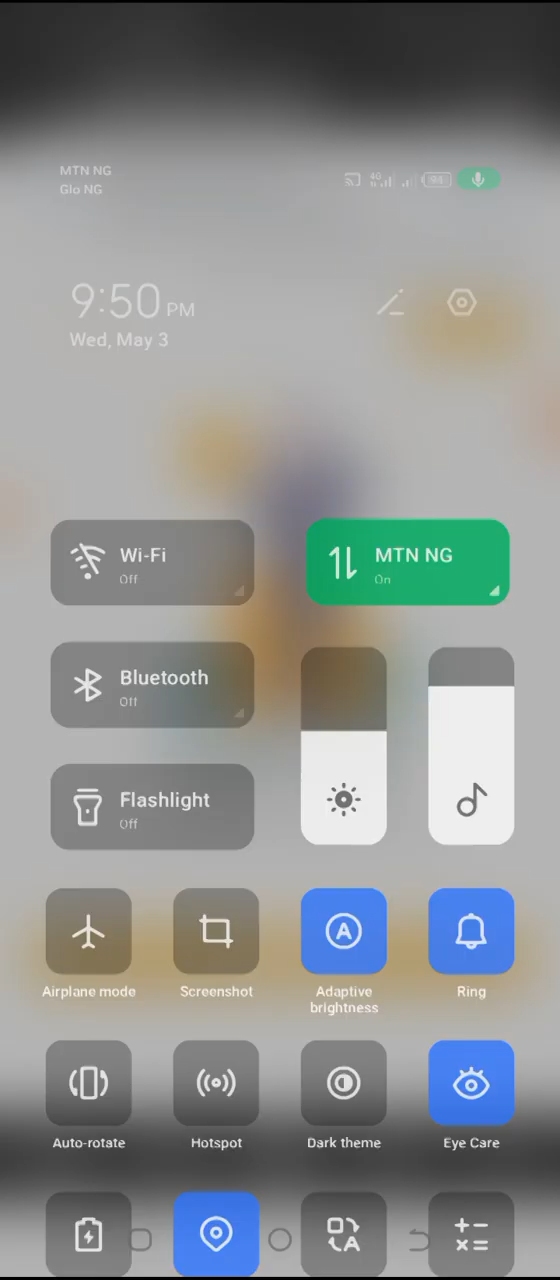 MTN NG
Glo NG
4G
9:50 PM
Wed, May 3
Wi-Fi
Off
MTN NG
On
Bluetooth
Off
Flashlight
Off
A
Airplane mode
Screenshot
Adaptive
brightness
Ring
Auto-rotate
Hotspot
Dark theme
Eye Care
A